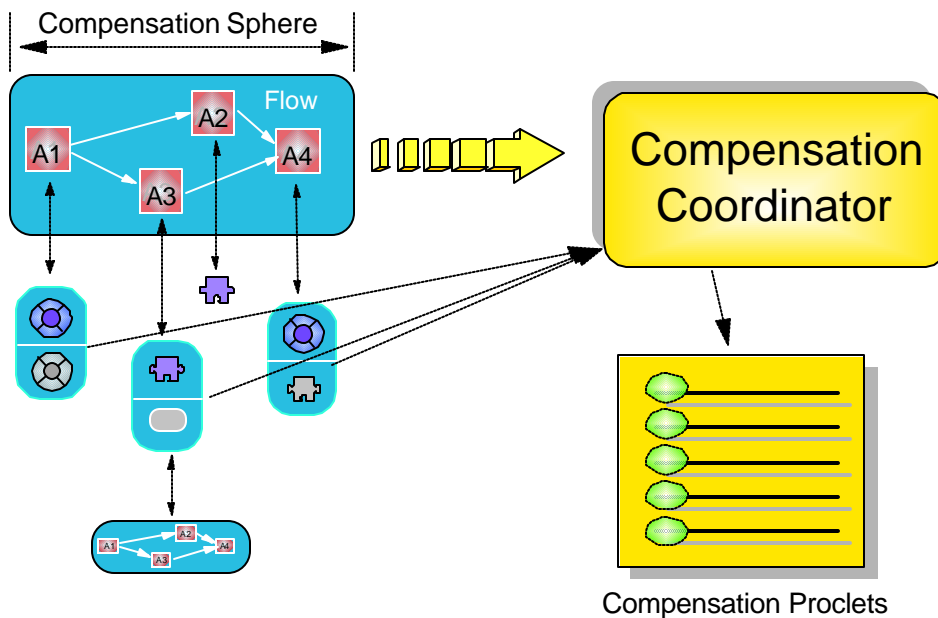 Compensation Sphere
Flow
A1
A2
A3
A4
Compensation
Coordinator
A1
A2
A3
A4
Compensation Proclets